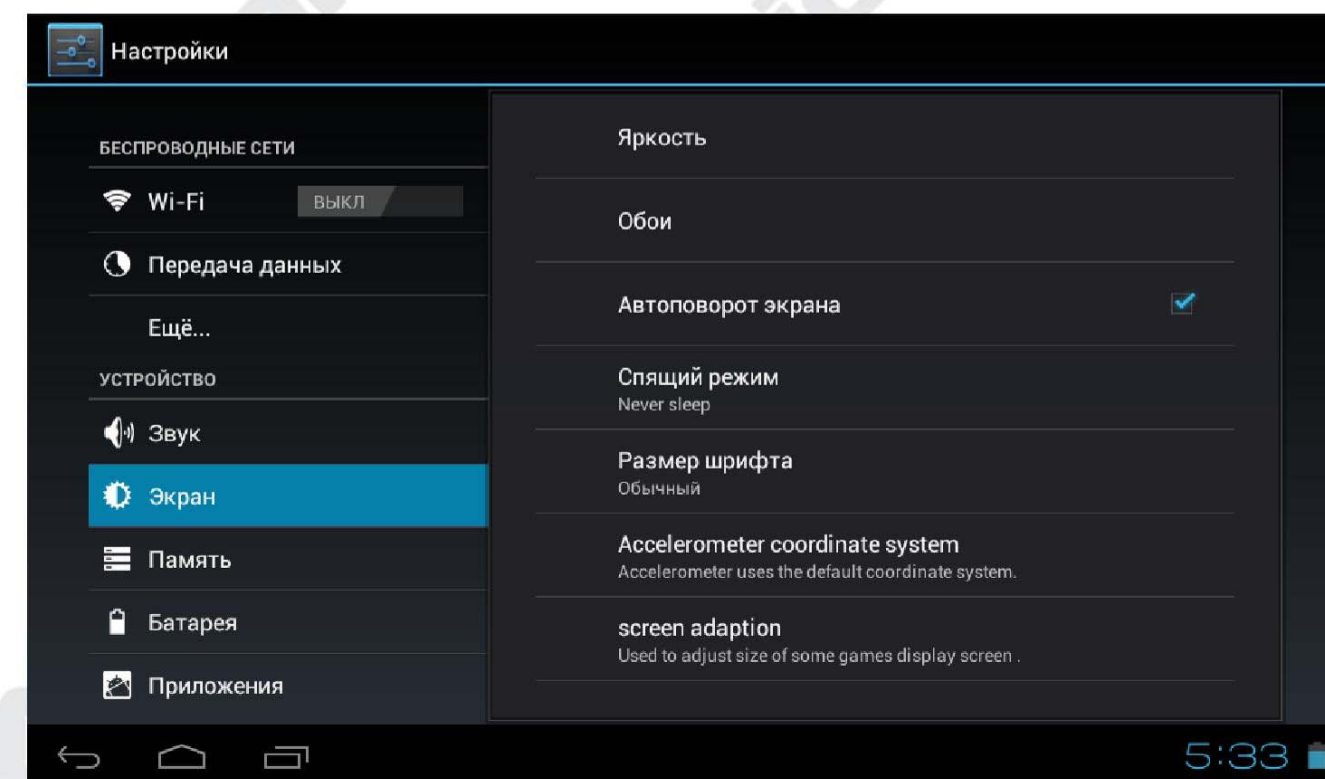 Настройки
БЕСПРОВОДНЫЕ СЕТИ
Wi-Fi ВЫКЛ
Передача данных
Ещё...
УСТРОЙСТВО
Звук
Экран
Память
Батарея
Приложения
Яркость
Обои
Автоповорот экрана
Спящий режим
Never sleep
Размер шрифта
Обычный
Accelerometer coordinate system
Accelerometer uses the default coordinate system.
screen adaption
Used to adjust size of some games display screen .
5:33